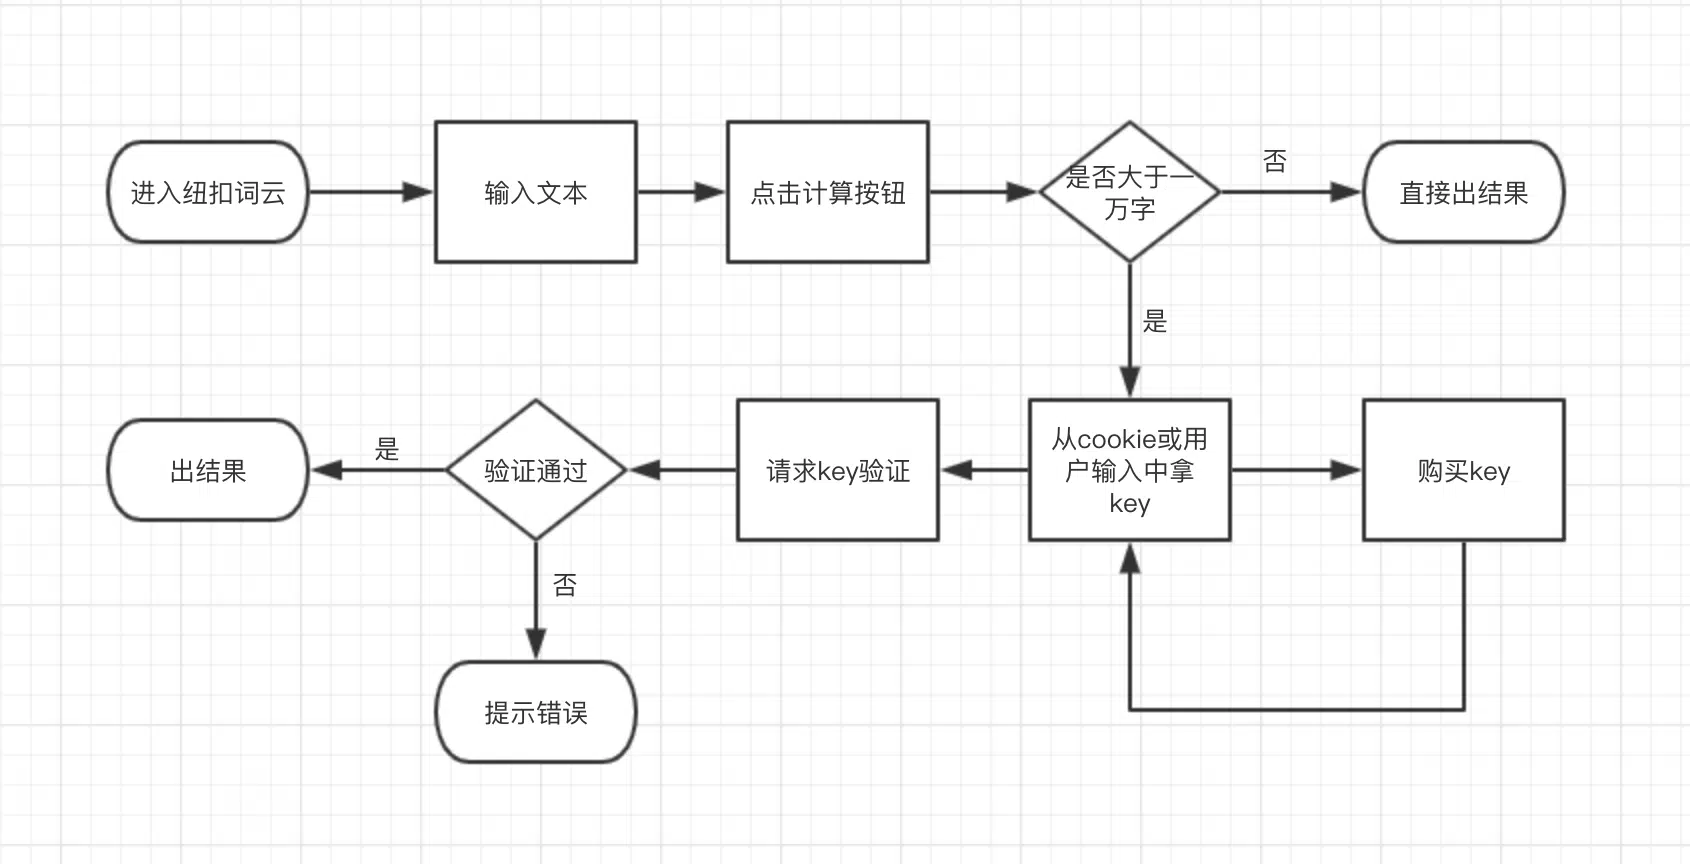 进入纽扣词云
输入文本
点击计算按钮
是否大于一
万字
否
直接出结果
是
出结果
是
验证通过
请求key验证
从cookie或用
户输入中拿
key
购买key
否
提示错误